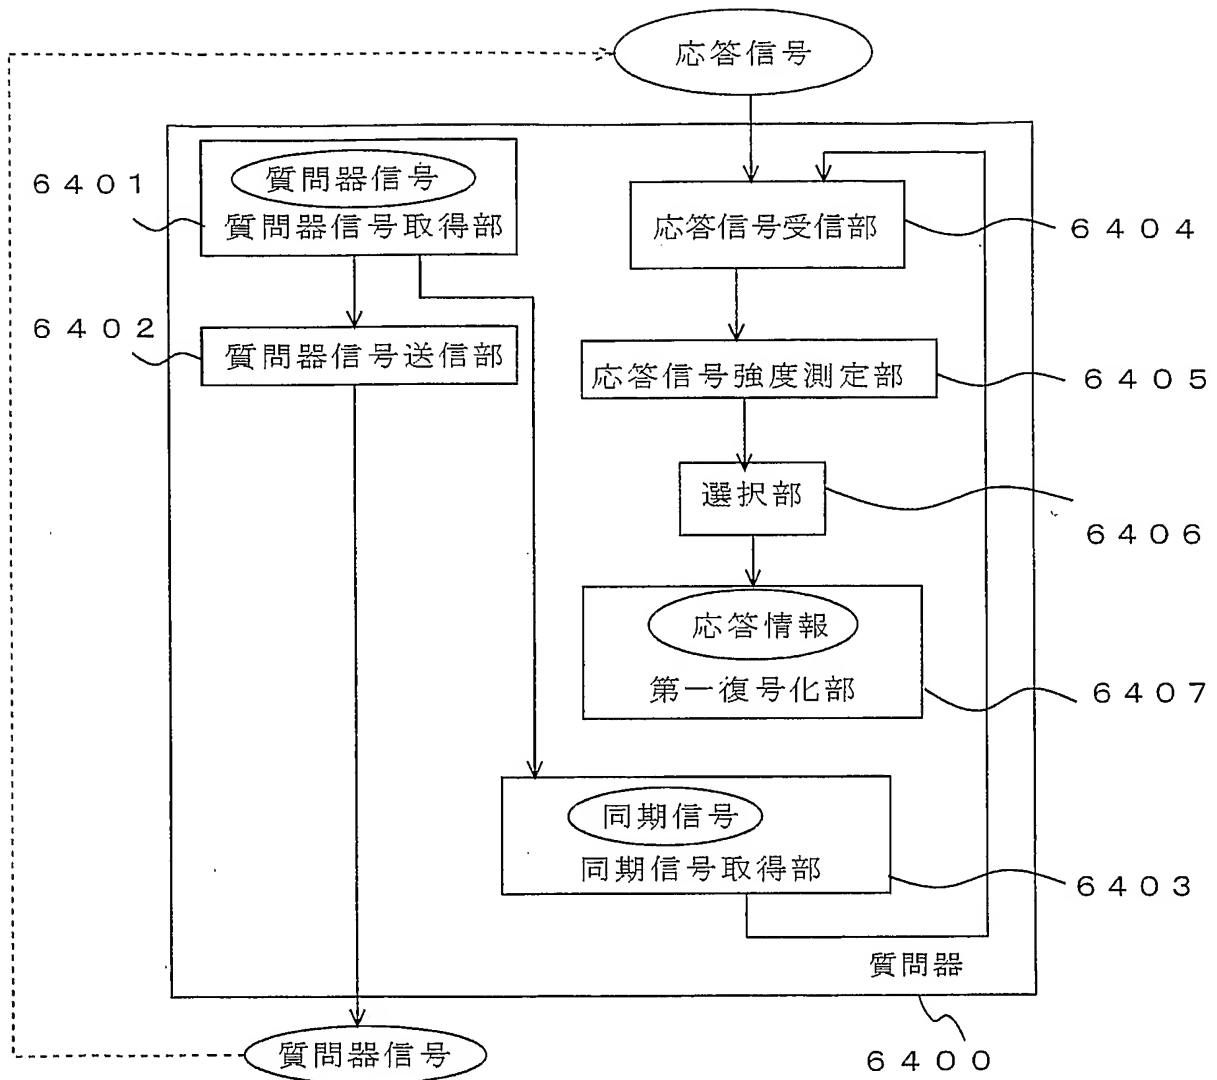 応答信号
質問器信号
6401
質問器信号取得部
応答信号受信部
6404
6402
質問器信号送信部
応答信号強度測定部
6405
選択部
6406
応答情報
第一復号化部
6407
同期信号
同期信号取得部
6403
質問器
質問器信号
6400